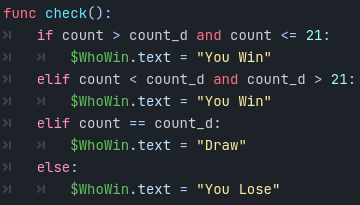 func check():
    if count > count_d and count <= 21:
        $WhoWin.text = "You Win"
    elif count < count_d and count_d > 21:
        $WhoWin.text = "You Win"
    elif count == count_d:
        $WhoWin.text = "Draw"
    else:
        $WhoWin.text = "You Lose"